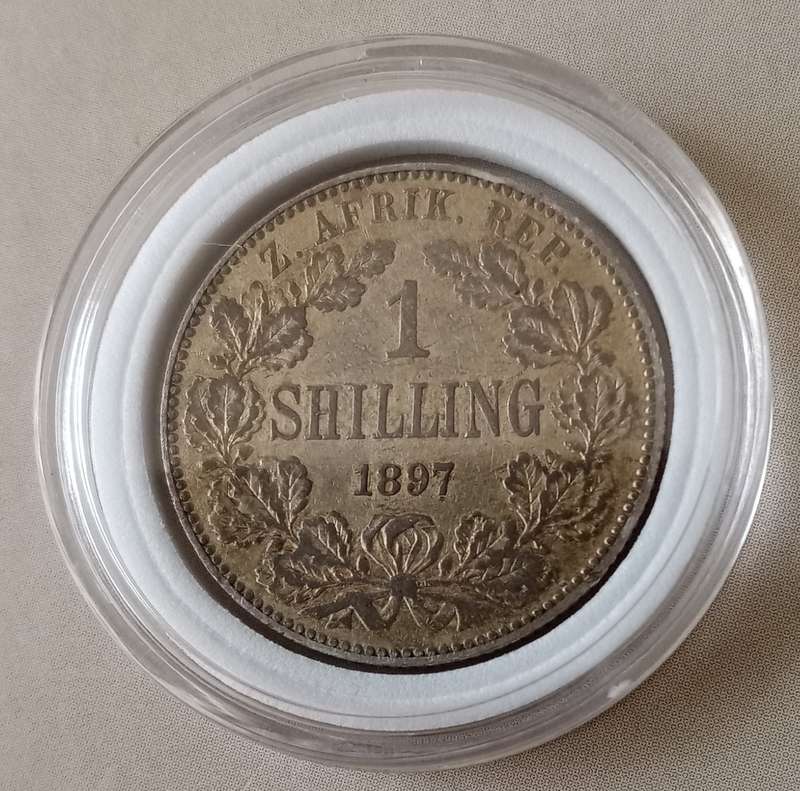 Z. AFRIK. REP.
1
SHILLING
1897